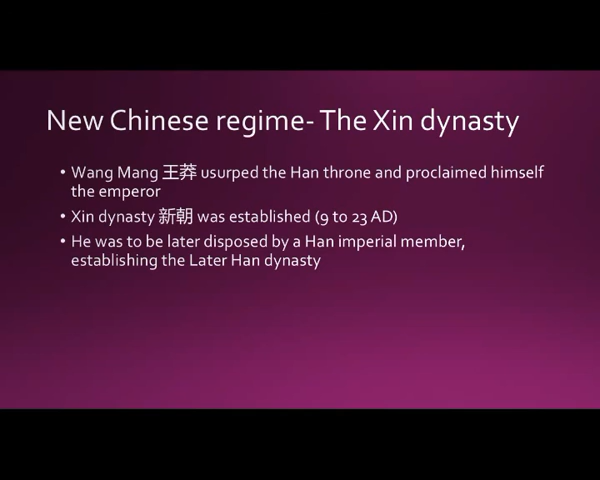 New Chinese regime- The Xin dynasty
• Wang Mang 王莽 usurped the Han throne and proclaimed himself
the emperor
• Xin dynasty 新朝 was established (9 to 23 AD)
• He was to be later disposed by a Han imperial member,
establishing the Later Han dynasty